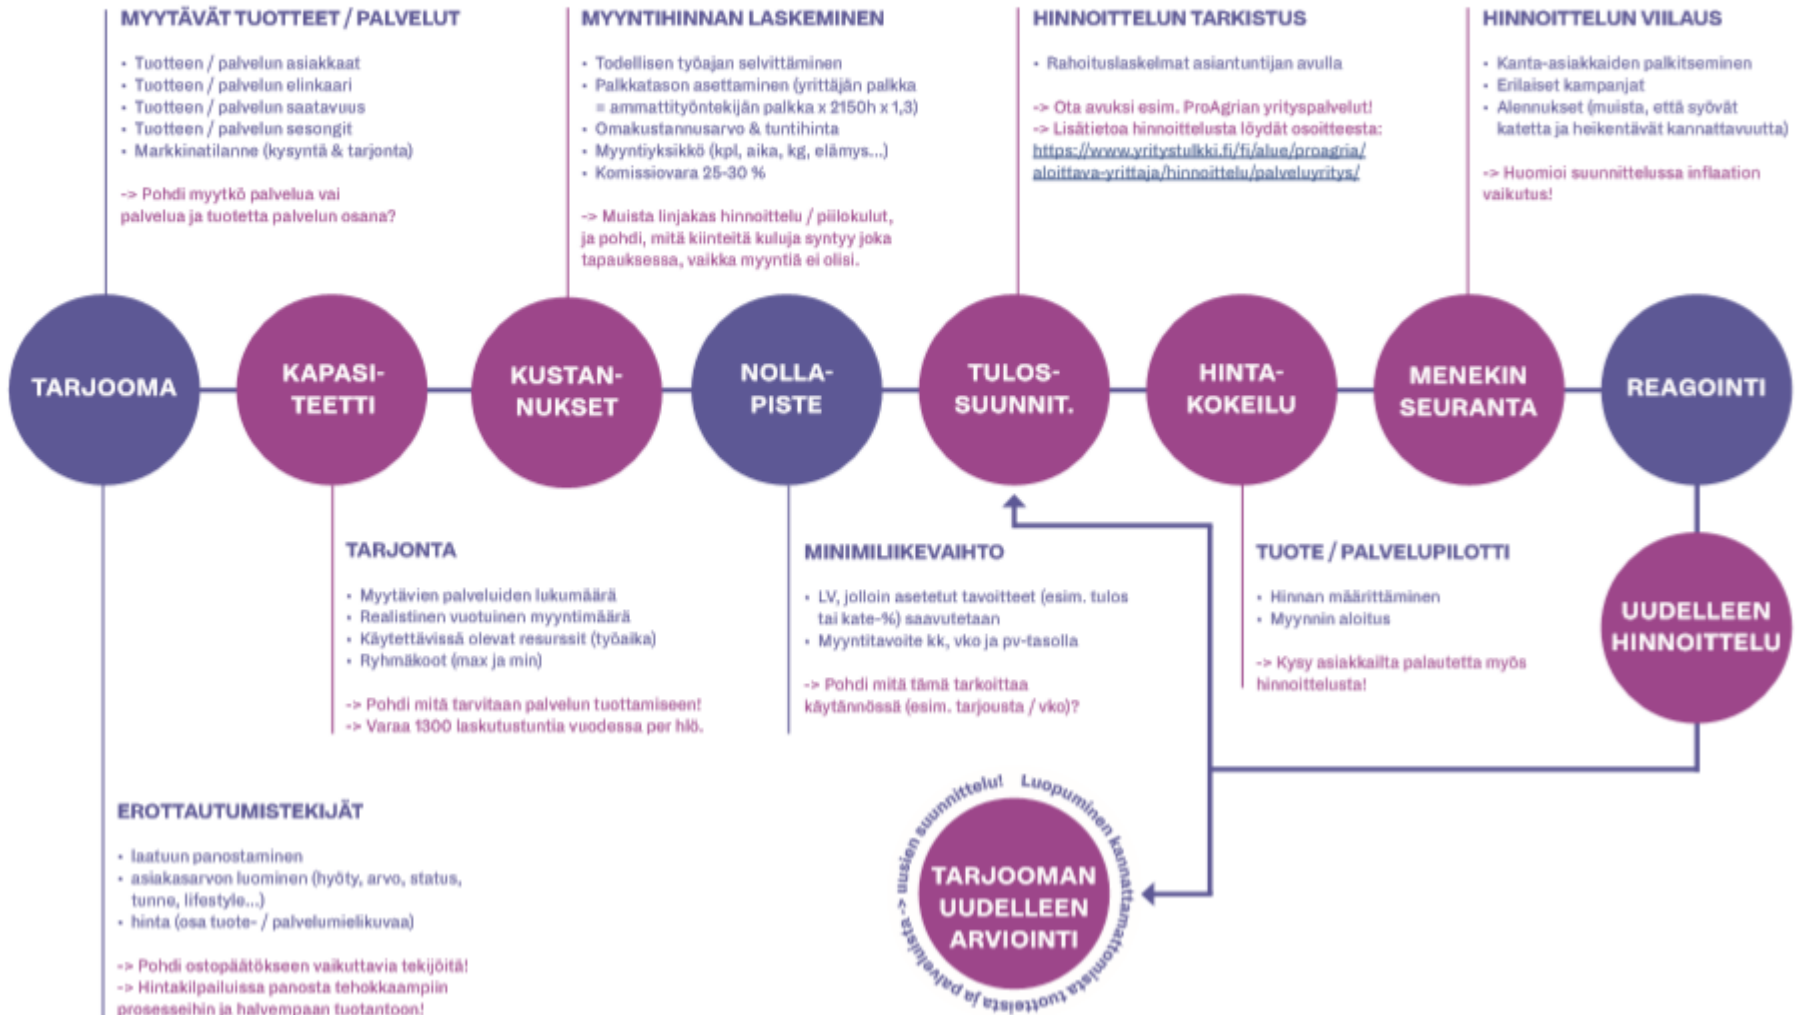 MYYTÄVÄT TUOTTEET / PALVELUT
• Tuotteen / palvelun asiakkaat
• Tuotteen / palvelun elinkaari
• Tuotteen / palvelun saatavuus
• Tuotteen / palvelun sesongit
• Markkinatilanne (kysyntä & tarjonta)
-> Pohdi myytkö palvelua vai
palvelua ja tuotetta palvelun osana?
MYYNTIHINNAN LASKEMINEN
• Todellisen työajan selvittäminen
• Palkkatason asettaminen (yrittäjän palkka
= ammattityöntekijän palkka x 2150h x 1,3)
• Omakustannusarvo & tuntihinta
• Myyntiyksikkö (kpl, aika, kg, elämys...)
• Komissiovara 25-30 %
-> Muista linjakas hinnoittelu / piilokulut,
ja pohdi, mitä kiinteitä kuluja syntyy joka
tapauksessa, vaikka myyntiä ei olisi.
HINNOITTELUN TARKISTUS
• Rahoituslaskelmat asiantuntijan avulla
-> Ota avuksi esim. ProAgrian yrityspalvelut!
-> Lisätietoa hinnoittelusta löydät osoitteesta:
https://www.yritystulkki.fi/fi/alue/proagria/
aloittava-yrittaja/hinnoittelu/palveluyritys/
HINNOITTELUN VIILAUS
• Kanta-asiakkaiden palkitseminen
• Erilaiset kampanjat
• Alennukset (muista, että syövät
katetta ja heikentävät kannattavuutta)
-> Huomioi suunnittelussa inflaation
vaikutus!
TARJOOMA
KAPASI-
TEETTI
KUSTAN-
NUKSET
NOLLA-
PISTE
TULOS-
SUUNNIT.
HINTA-
KOKEILU
MENEKIN
SEURANTA
REAGOINTI
TARJONTA
• Myytävien palveluiden lukumäärä
• Realistinen vuotuinen myyntimäärä
• Käytettävissä olevat resurssit (työaika)
• Ryhmäkoot (max ja min)
-> Pohdi mitä tarvitaan palvelun tuottamiseen!
-> Varaa 1300 laskutustuntia vuodessa per hlö.
MINIMILIIKEVAIHTO
• LV, jolloin asetetut tavoitteet (esim. tulos
tai kate-%) saavutetaan
• Myyntitavoite kk, vko ja pv-tasolla
-> Pohdi mitä tämä tarkoittaa
käytännössä (esim. tarjousta / vko)?
TUOTE / PALVELUPILOTTI
• Hinnan määrittäminen
• Myynnin aloitus
-> Kysy asiakkailta palautetta myös
hinnoittelusta!
UUDELLEEN
HINNOITTELU
EROTTAUTUMISTEKIJÄT
• laatuun panostaminen
• asiakasarvon luominen (hyöty, arvo, status,
tunne, lifestyle...)
• hinta (osa tuote- / palvelumielikuvaa)
-> Pohdi ostopäätökseen vaikuttavia tekijöitä!
-> Hintakilpailuissa panosta tehokkaampiin
prosesseihin ja halvempaan tuotantoon!
Luopuminen kannattamattomista tuotteista ja palveluista -> uusien suunnittelu!
TARJOOMAN
UUDELLEEN
ARVIOINTI